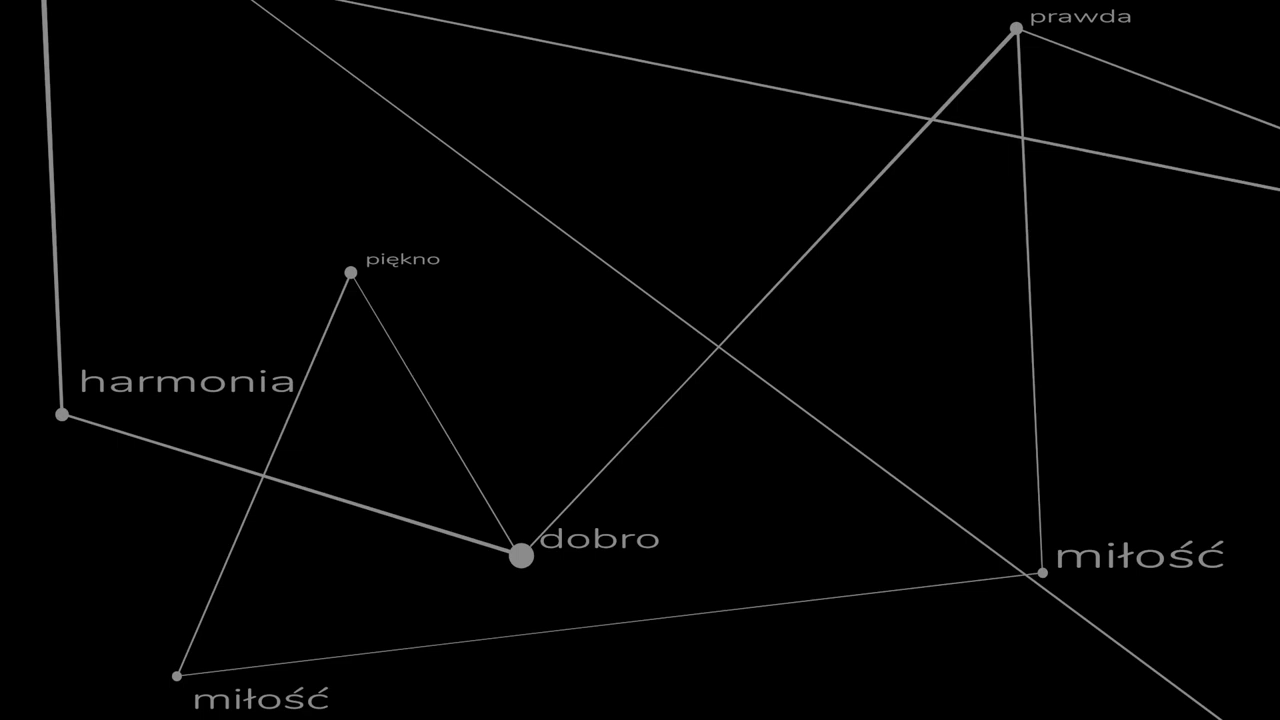 prawda
piękno
harmonia
dobro
miłość
miłość